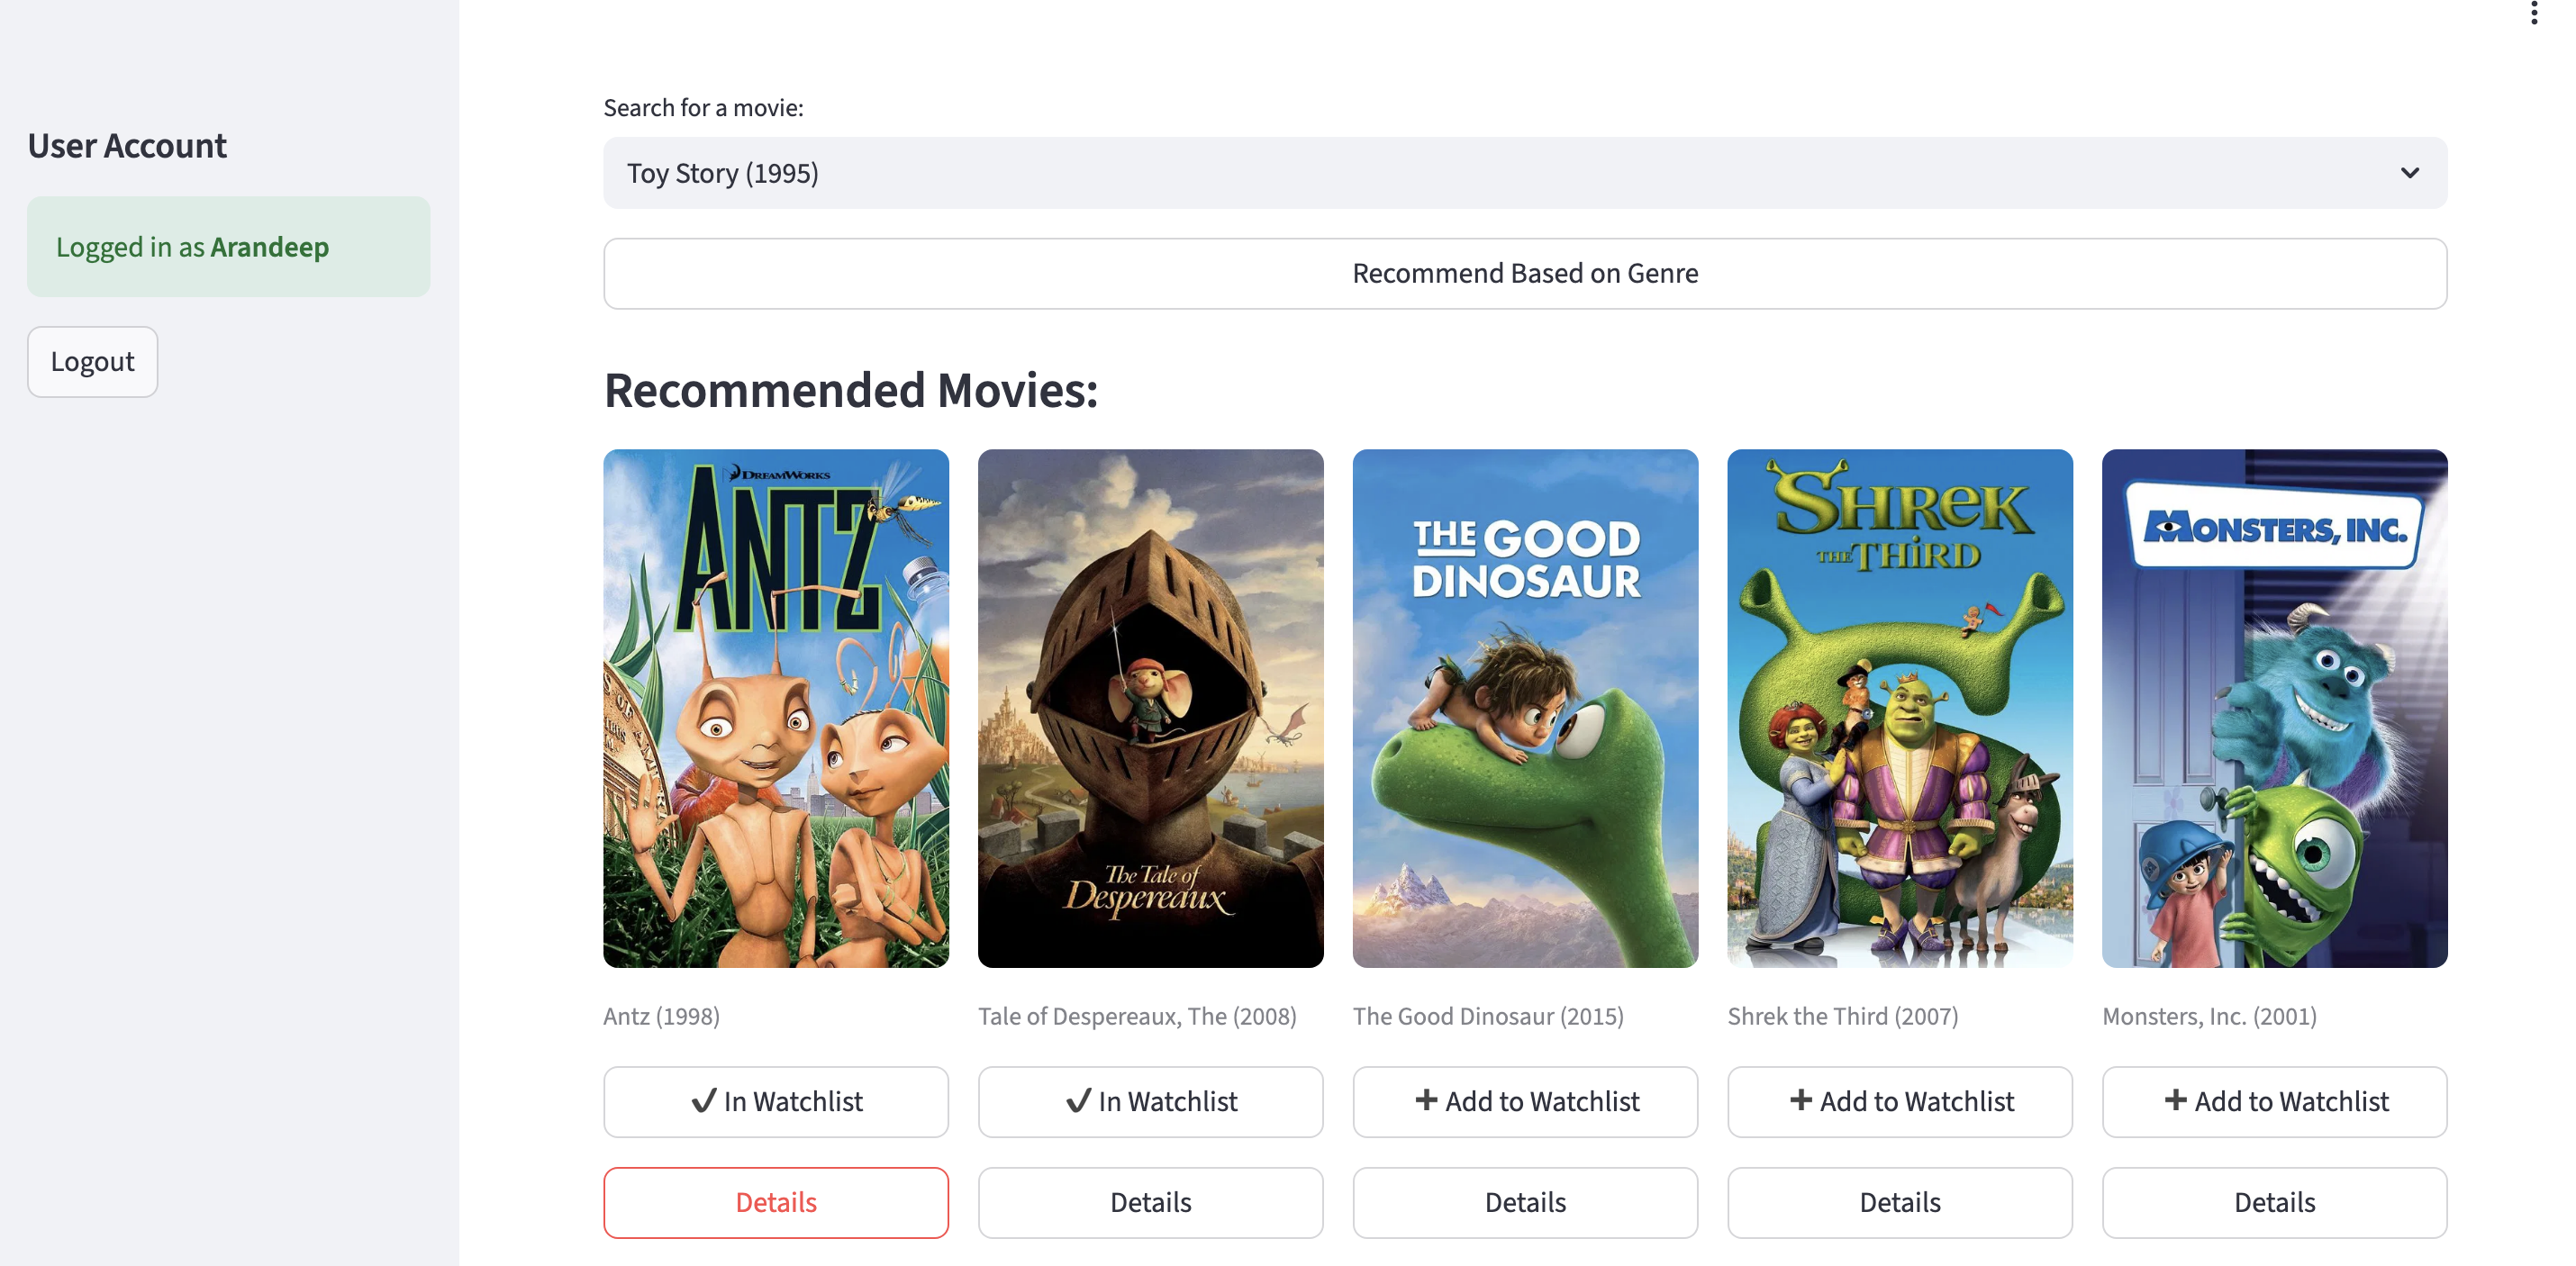 User Account
Logged in as Arandeep
Logout
Search for a movie:
Toy Story (1995)
Recommend Based on Genre
Recommended Movies:
DREAMWORKS
ANTZ
The Tale of
Despereaux
THE GOOD
DINOSAUR
SHREK
THE THIRD
MONSTERS, INC.
Antz (1998)
Tale of Despereaux, The (2008)
The Good Dinosaur (2015)
Shrek the Third (2007)
Monsters, Inc. (2001)
✔ In Watchlist
✔ In Watchlist
+ Add to Watchlist
+ Add to Watchlist
+ Add to Watchlist
Details
Details
Details
Details
Details